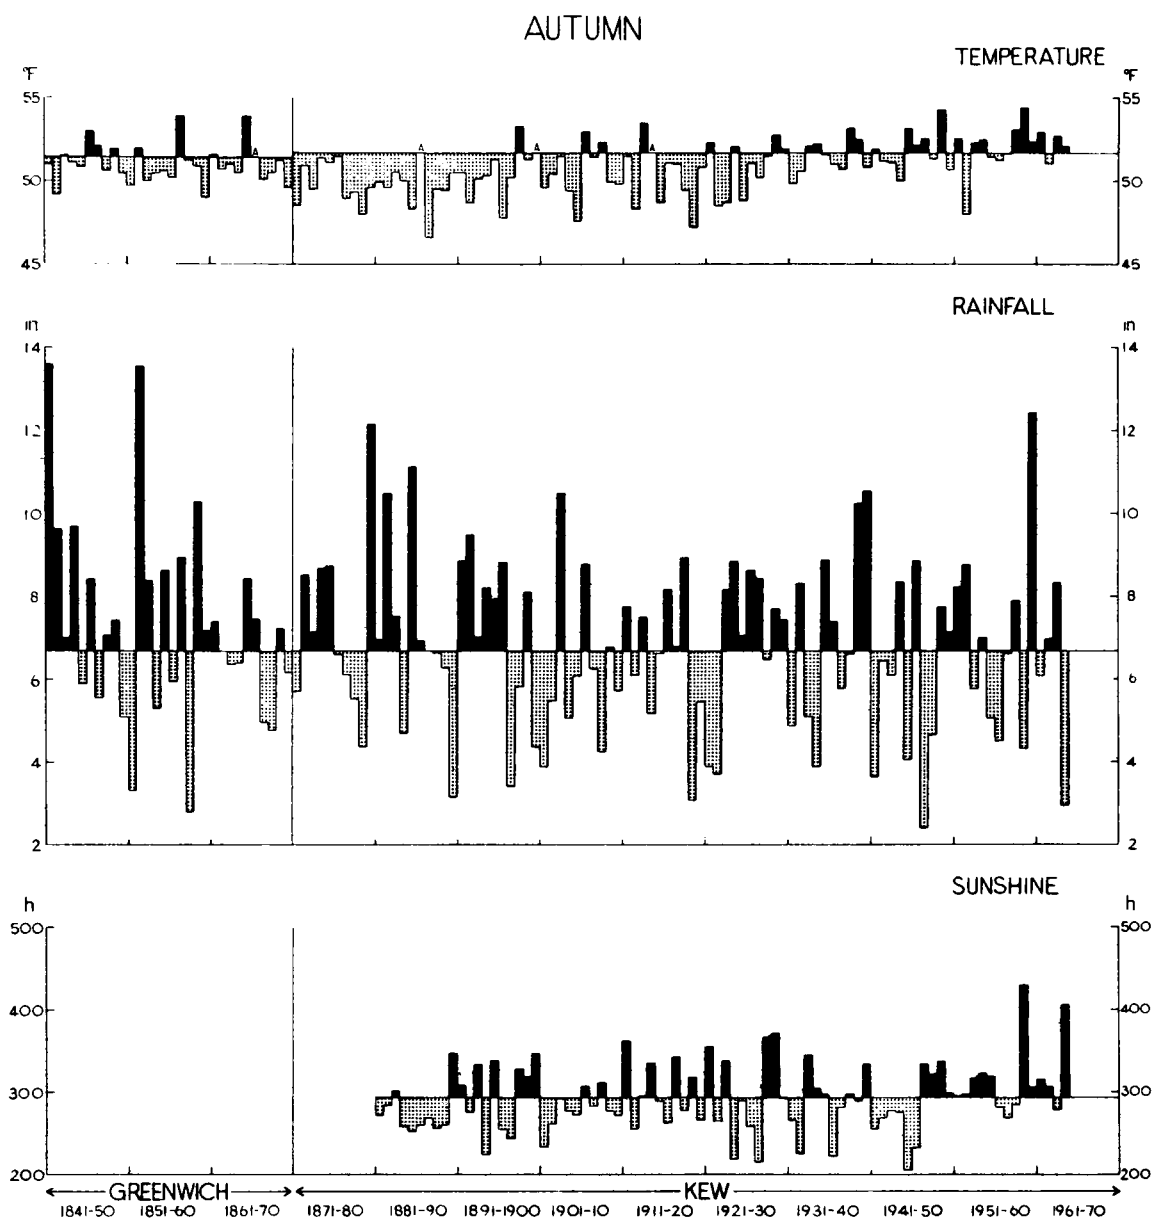 AUTUMN
TEMPERATURE
°F °F
55 55
A A A A
50 50
45 45
RAINFALL
in in
14 14
12 12
10 10
8 8
6 6
4 4
2 2
SUNSHINE
h h
500 500
400 400
300 300
200 200
GREENWICH KEW
1841-50 1851-60 1861-70 1871-80 1881-90 1891-1900 1901-10 1911-20 1921-30 1931-40 1941-50 1951-60 1961-70